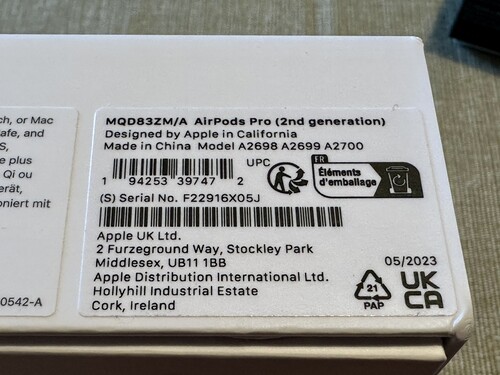 ch, or Mac
afe, and
S,
e plus
Qi ou
erät,
oniert mit
0542-A
MQD83ZM/A AirPods Pro (2nd generation)
Designed by Apple in California
Made in China Model A2698 A2699 A2700
UPC
1 94253 39747 2
FR
Éléments
d'emballage
(S) Serial No. F22916X05J
Apple UK Ltd.
2 Furzeground Way, Stockley Park
Middlesex, UB11 1BB
Apple Distribution International Ltd.
Hollyhill Industrial Estate
Cork, Ireland
05/2023
21
PAP
UK
CA